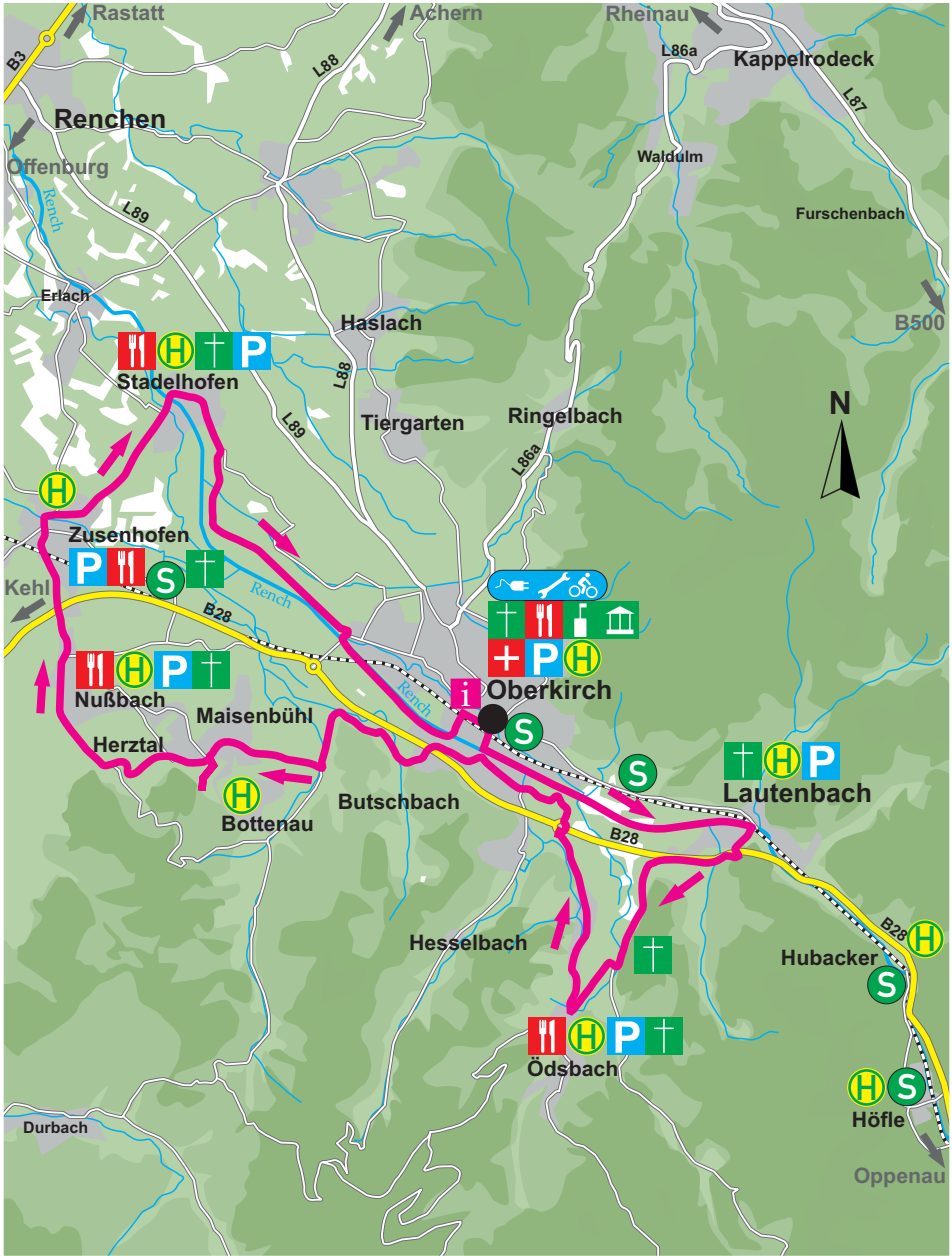 Rastatt
Achern
Rheinau
B3
L88
L86a
Kappelrodeck
L87
Renchen
Offenburg
Waldulm
Rench
L89
Furschenbach
Erlach
B500
Haslach
H P
Stadelhofen
L88
N
L89
Tiergarten
Ringelbach
L86a
H
Zusenhofen
P S
Kehl
Rench
B28
P H
H P
i Oberkirch
Nußbach
Rench
Maisenbühl
S
Herztal
S
H P
H
Butschbach
Lautenbach
Bottenau
B28
B28 H
Hesselbach
Hubacker
S
H P
Ödsbach
H S
Höfle
Durbach
Oppenau